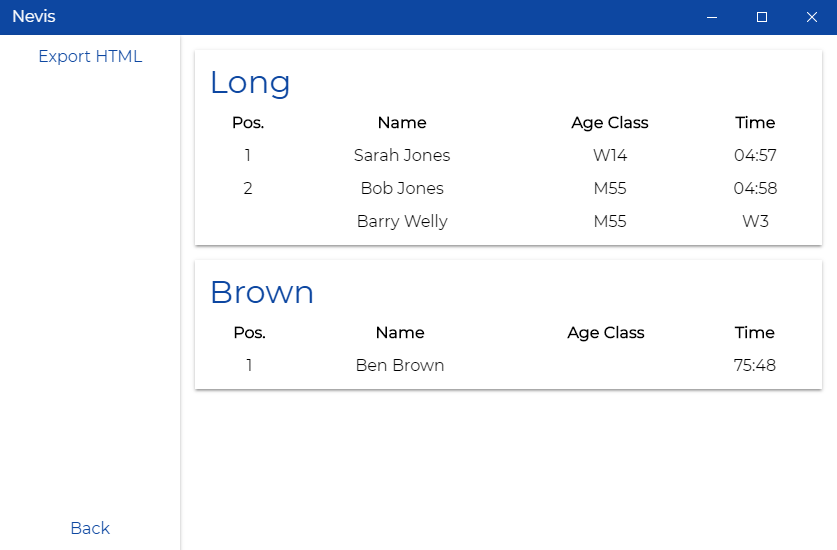 Nevis
Export HTML
Long
Pos. Name Age Class Time
1 Sarah Jones W14 04:57
2 Bob Jones M55 04:58
Barry Welly M55 W3
Brown
Pos. Name Age Class Time
1 Ben Brown 75:48
Back